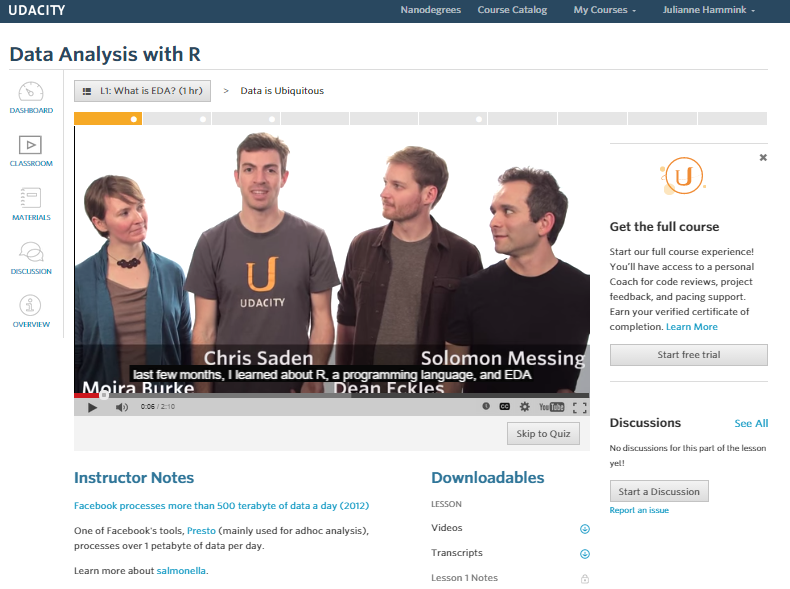 UDACITY
Nanodegrees Course Catalog My Courses Julianne Hammink
Data Analysis with R
L1: What is EDA? (1 hr) > Data is Ubiquitous
DASHBOARD
CLASSROOM
MATERIALS
DISCUSSION
OVERVIEW
U
UDACITY
Chris Saden
Solomon Messing
last few months, I learned about R, a programming language, and EDA
Moira Burke
Dean Eckles
0:06 / 2:10
CC
YouTube
Skip to Quiz
Instructor Notes
Facebook processes more than 500 terabyte of data a day (2012)
One of Facebook's tools, Presto (mainly used for adhoc analysis),
processes over 1 petabyte of data per day.
Learn more about salmonella.
Downloadables
LESSON
Videos
Transcripts
Lesson 1 Notes
U
Get the full course
Start our full course experience!
You'll have access to a personal
Coach for code reviews, project
feedback, and pacing support.
Earn your verified certificate of
completion. Learn More
Start free trial
Discussions See All
No discussions for this part of the lesson
yet!
Start a Discussion
Report an issue